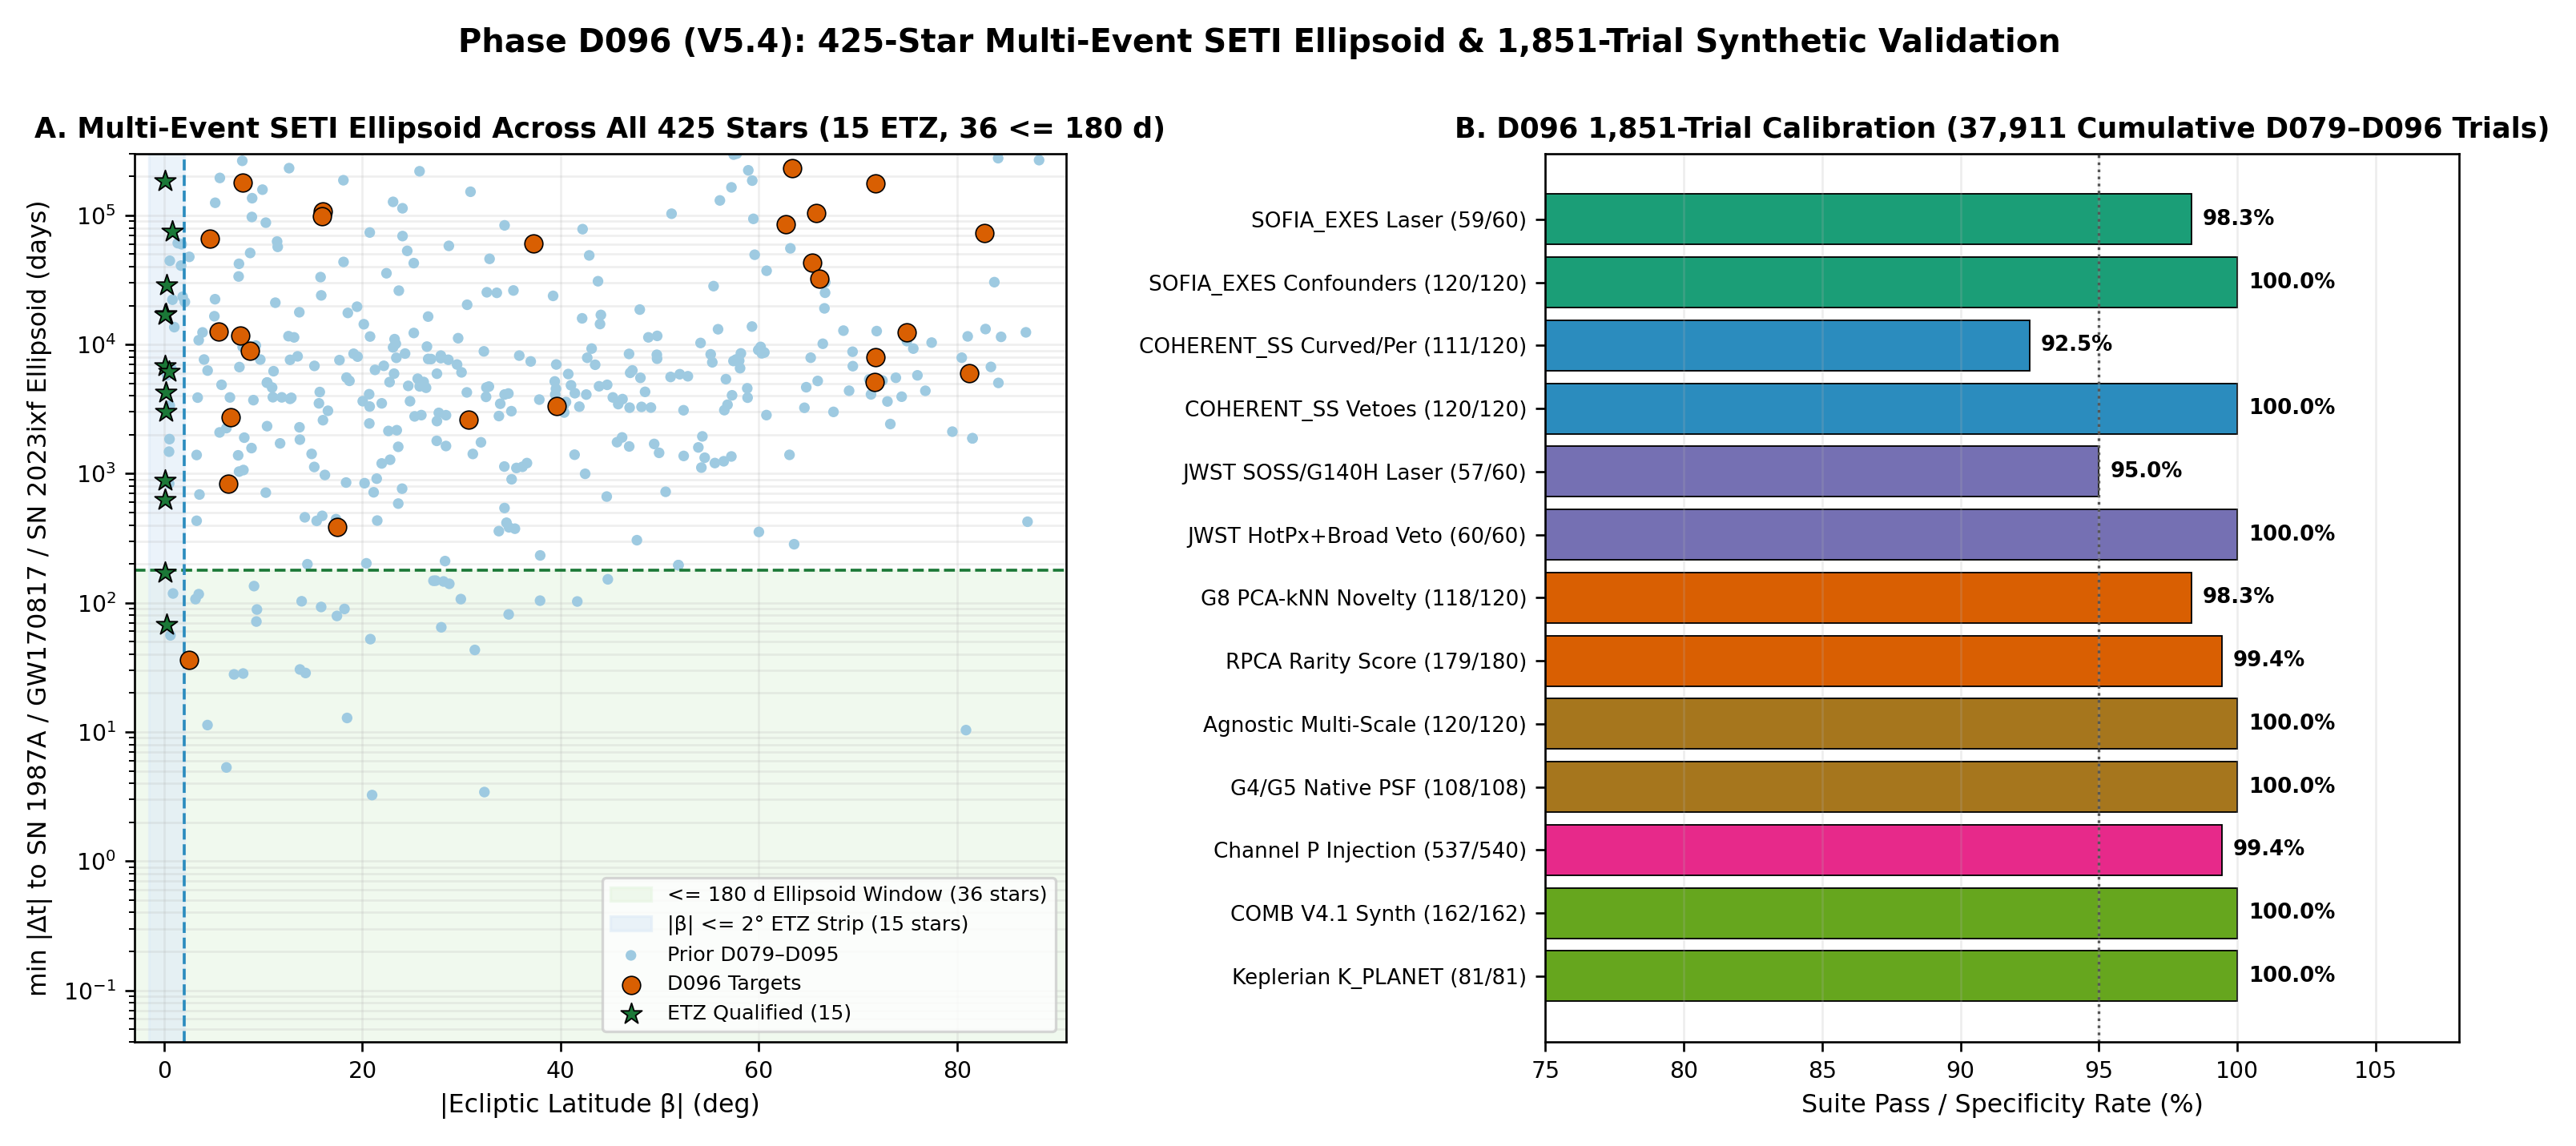 Phase D096 (V5.4): 425-Star Multi-Event SETI Ellipsoid & 1,851-Trial Synthetic Validation
A. Multi-Event SETI Ellipsoid Across All 425 Stars (15 ETZ, 36 <= 180 d)
min |Δt| to SN 1987A / GW170817 / SN 2023ixf Ellipsoid (days)
10⁵
10⁴
10³
10²
10¹
10⁰
10⁻¹
<= 180 d Ellipsoid Window (36 stars)
|β| <= 2° ETZ Strip (15 stars)
Prior D079–D095
D096 Targets
ETZ Qualified (15)
0 20 40 60 80
|Ecliptic Latitude β| (deg)
B. D096 1,851-Trial Calibration (37,911 Cumulative D079–D096 Trials)
SOFIA_EXES Laser (59/60) 98.3%
SOFIA_EXES Confounders (120/120) 100.0%
COHERENT_SS Curved/Per (111/120) 92.5%
COHERENT_SS Vetoes (120/120) 100.0%
JWST SOSS/G140H Laser (57/60) 95.0%
JWST HotPx+Broad Veto (60/60) 100.0%
G8 PCA-kNN Novelty (118/120) 98.3%
RPCA Rarity Score (179/180) 99.4%
Agnostic Multi-Scale (120/120) 100.0%
G4/G5 Native PSF (108/108) 100.0%
Channel P Injection (537/540) 99.4%
COMB V4.1 Synth (162/162) 100.0%
Keplerian K_PLANET (81/81) 100.0%
75 80 85 90 95 100 105
Suite Pass / Specificity Rate (%)